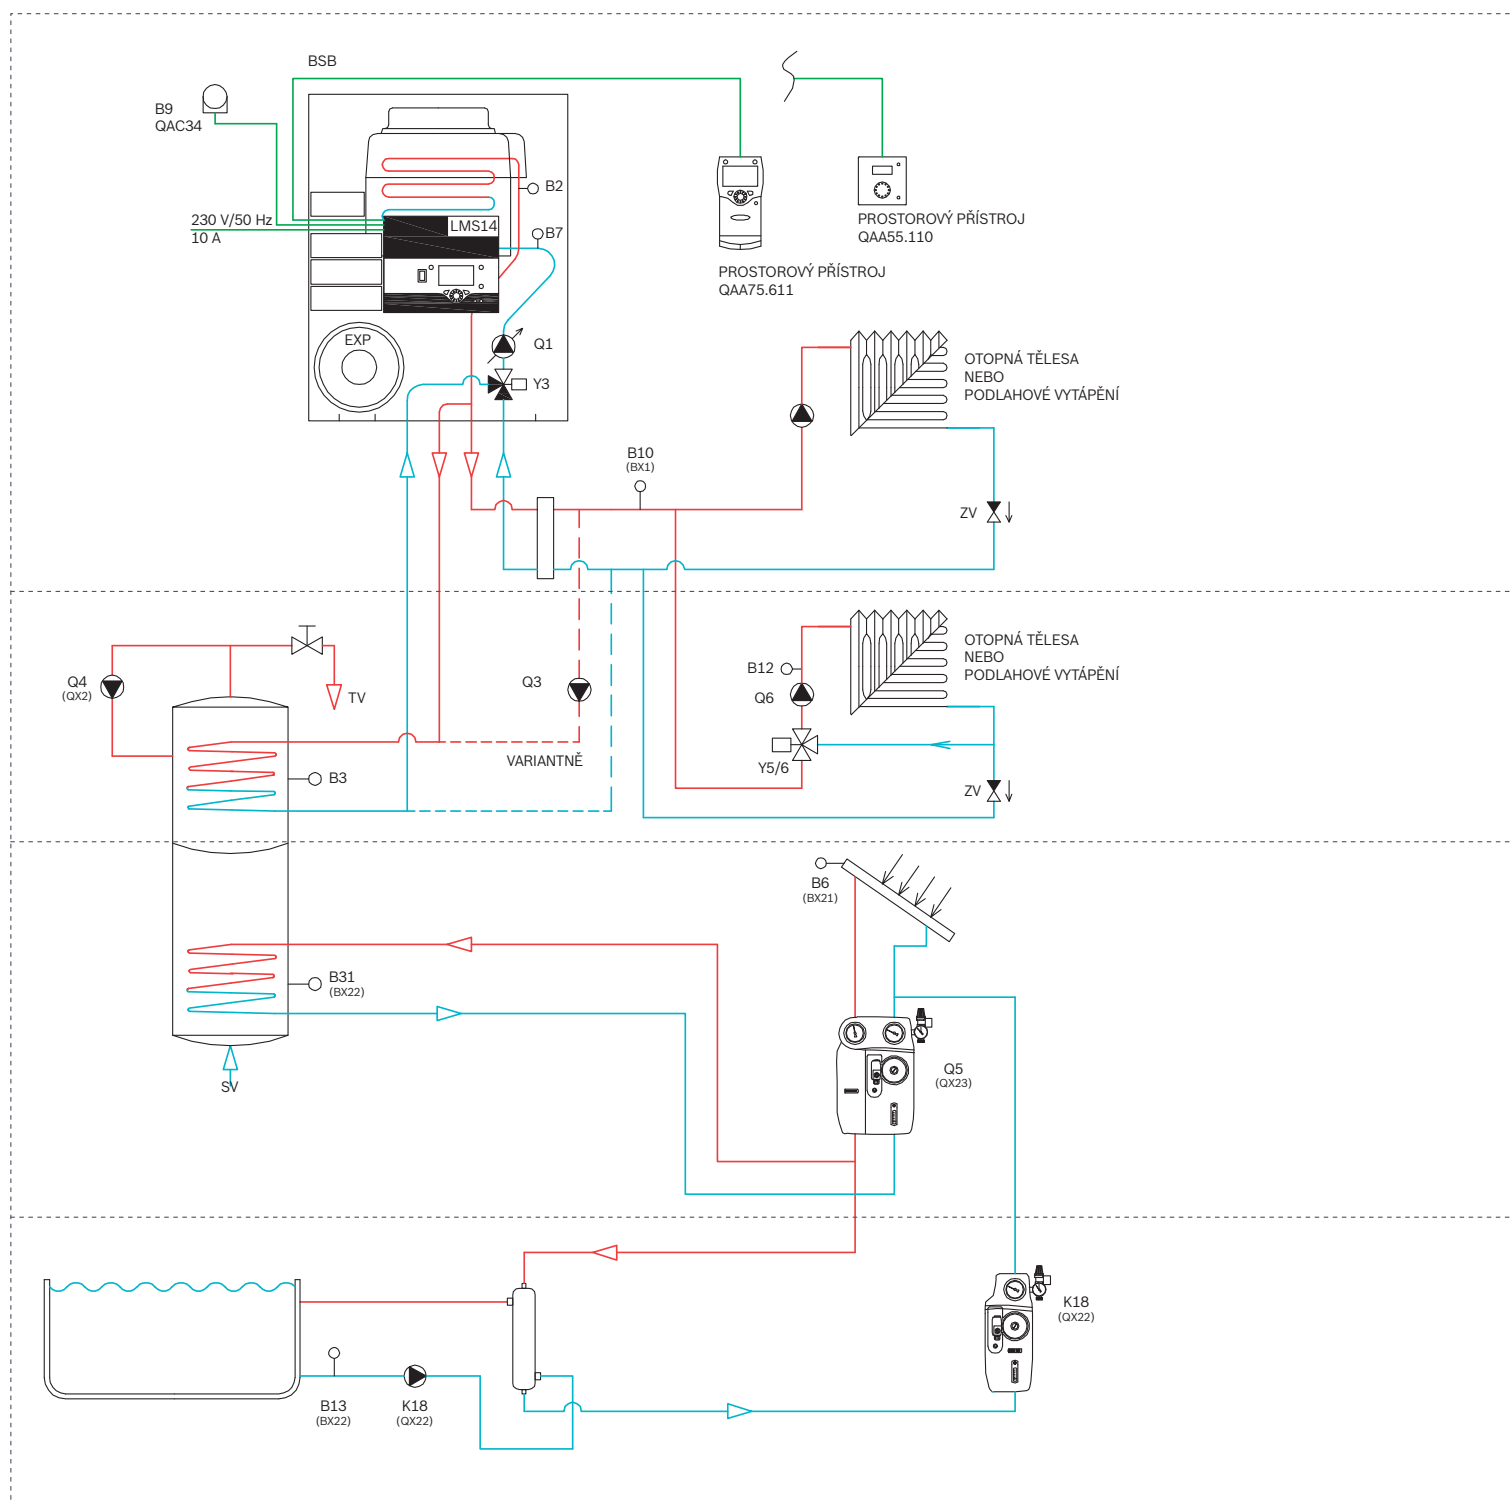 BSB
B9
QAC34
B2
230 V/50 Hz
10 A
LMS14
B7
PROSTOROVÝ PŘÍSTROJ
QAA55.110
PROSTOROVÝ PŘÍSTROJ
QAA75.611
EXP
Q1
Y3
OTOPNÁ TĚLESA
NEBO
PODLAHOVÉ VYTÁPĚNÍ
B10
(BX1)
ZV
Q4
(QX2)
TV
Q3
B12
Q6
OTOPNÁ TĚLESA
NEBO
PODLAHOVÉ VYTÁPĚNÍ
VARIANTNĚ
Y5/6
B3
ZV
B6
(BX21)
B31
(BX22)
SV
Q5
(QX23)
K18
(QX22)
B13
(BX22)
K18
(QX22)